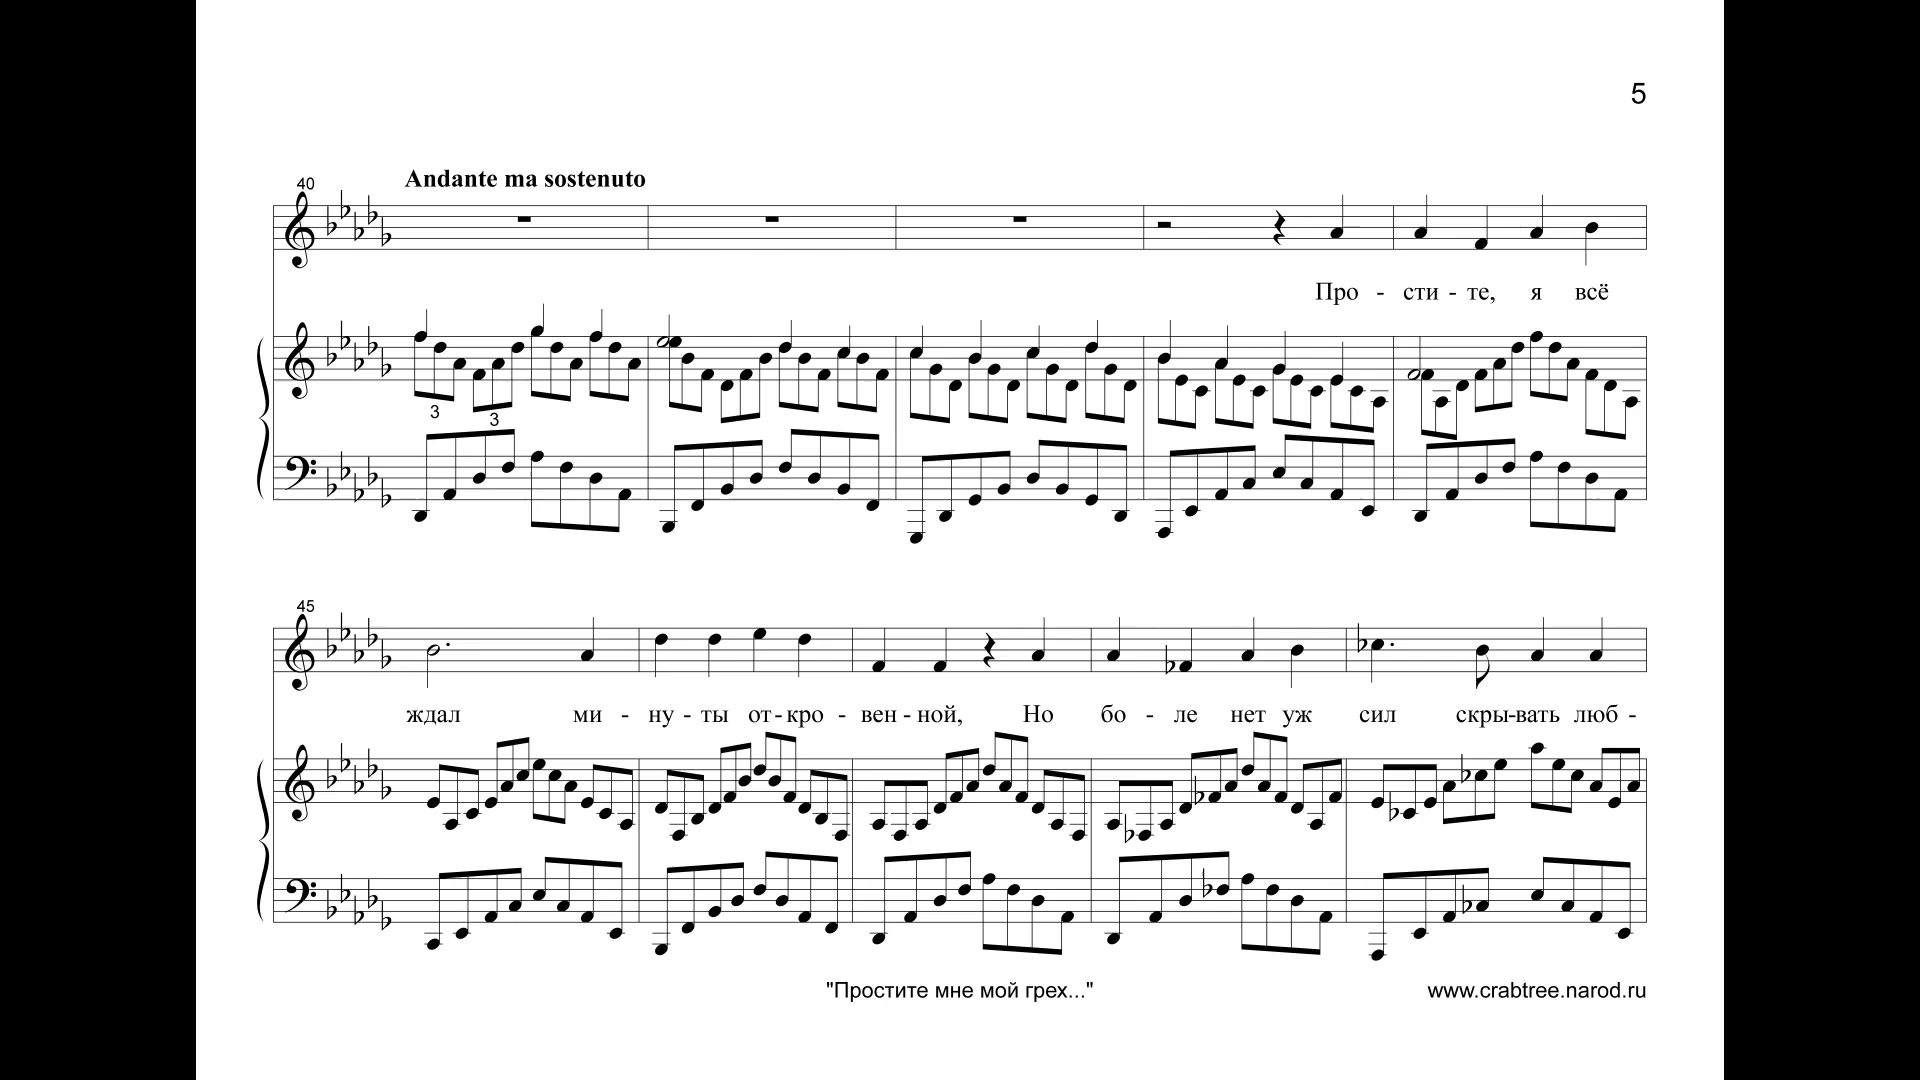 5
40 Andante ma sostenuto
Про - сти - те, я всё
3 3
45
ждал ми - ну - ты от - кро - вен - ной, Но бо - ле нет уж сил скры-вать люб -
"Простите мне мой грех..." www.crabtree.narod.ru